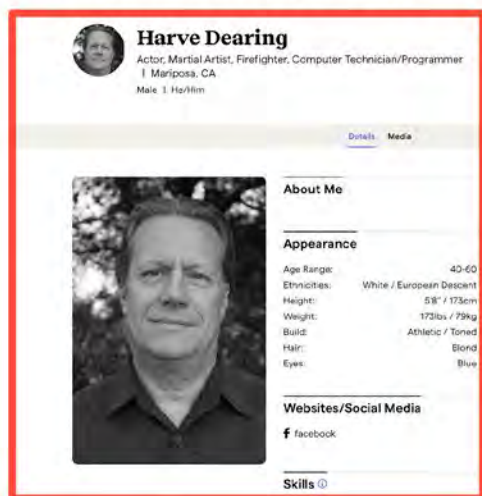 Harve Dearing
Actor, Martial Artist, Firefighter, Computer Technician/Programmer
| Mariposa, CA
Male | He/Him
Details Media
About Me
Appearance
Age Range: 40-60
Ethnicities: White / European Descent
Height: 5'8" / 173cm
Weight: 173lbs / 79kg
Build: Athletic / Toned
Hair: Blond
Eyes: Blue
Websites/Social Media
f facebook
Skills